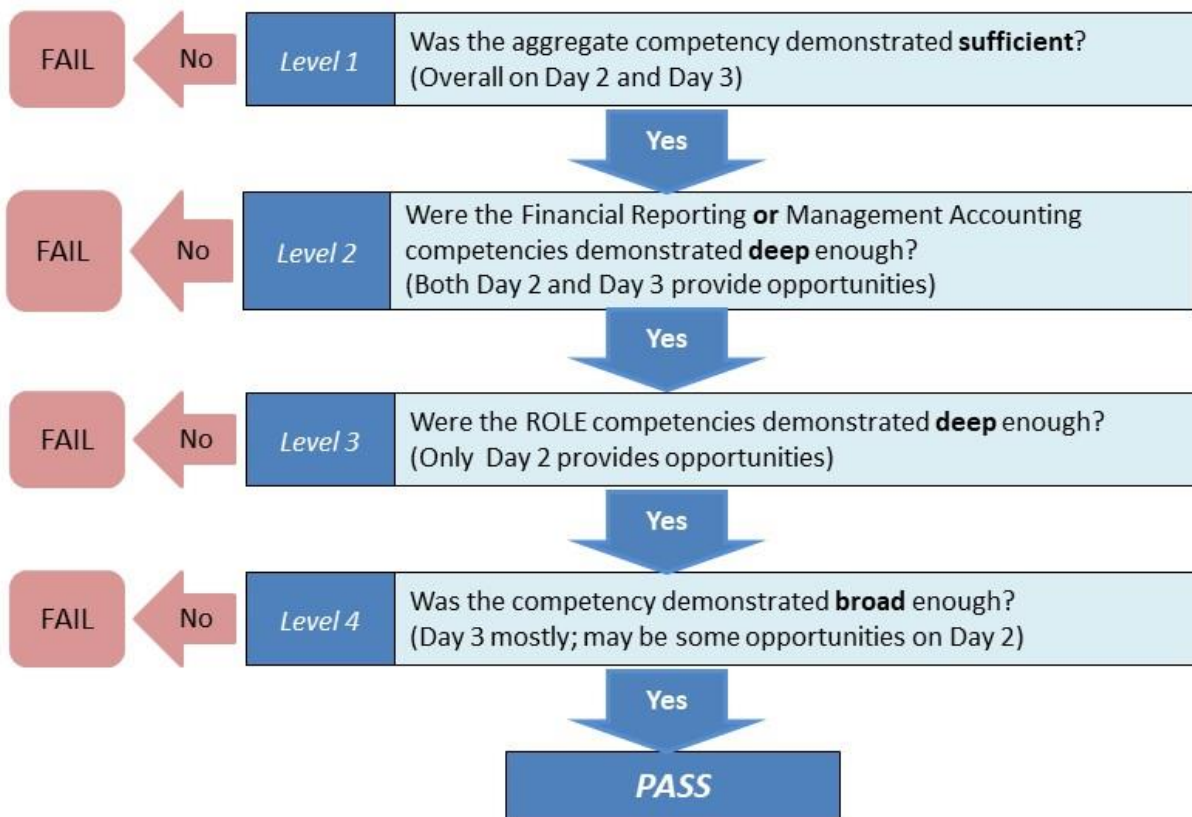 FAIL
No
Level 1
Was the aggregate competency demonstrated sufficient?
(Overall on Day 2 and Day 3)
Yes
FAIL
No
Level 2
Were the Financial Reporting or Management Accounting
competencies demonstrated deep enough?
(Both Day 2 and Day 3 provide opportunities)
Yes
FAIL
No
Level 3
Were the ROLE competencies demonstrated deep enough?
(Only Day 2 provides opportunities)
Yes
FAIL
No
Level 4
Was the competency demonstrated broad enough?
(Day 3 mostly; may be some opportunities on Day 2)
Yes
PASS